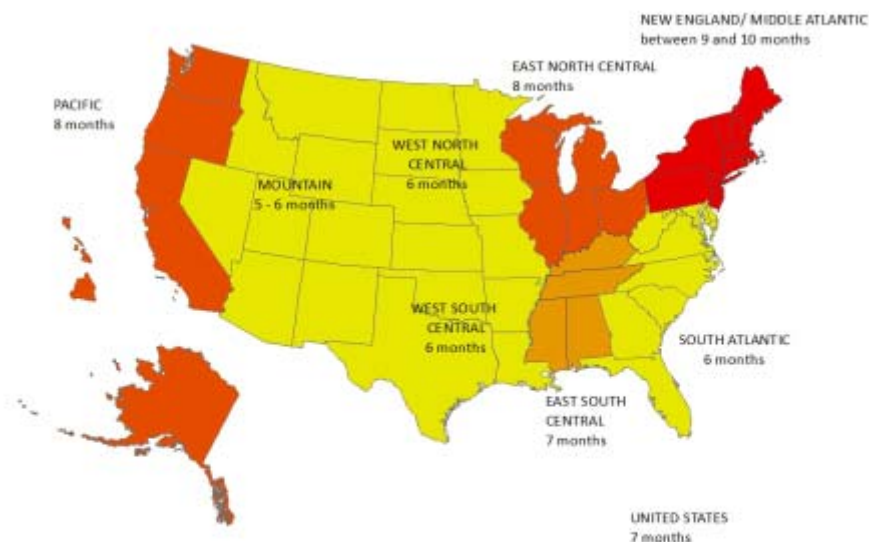 NEW ENGLAND/ MIDDLE ATLANTIC
between 9 and 10 months
EAST NORTH CENTRAL
8 months
PACIFIC
8 months
WEST NORTH
CENTRAL
6 months
MOUNTAIN
5 - 6 months
WEST SOUTH
CENTRAL
6 months
SOUTH ATLANTIC
6 months
EAST SOUTH
CENTRAL
7 months
UNITED STATES
7 months